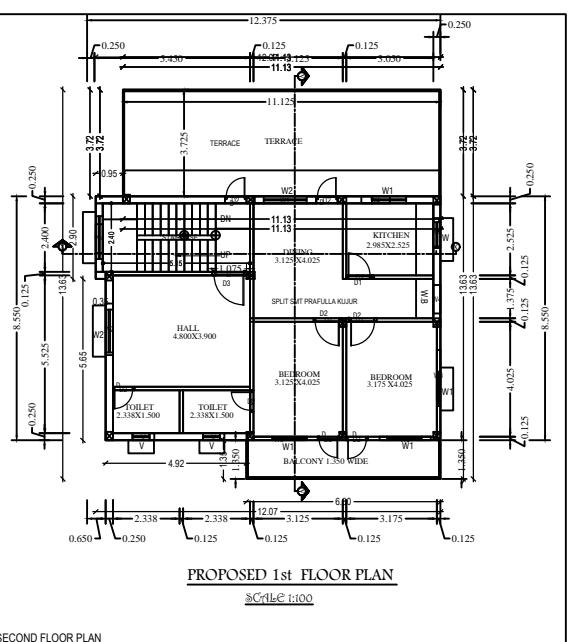 12.375
0.250
0.250
0.125
0.125
3.450
3.125
3.050
11.13
11.125
3.725
TERRACE
TERRACE
3.72
3.72
3.72
3.72
0.95
0.250
0.250
W2
W1
DN
11.13
11.13
KITCHEN
2.985X2.525
W
2.400
2.90
2.40
2.525
DINING
3.125X4.025
UP
1.075
D3
D1
0.125
13.63
13.63
13.63
0.125
8.550
8.550
1.375
SPLIT SMT PRAFULLA KUJUR
W.B
0.125
D2
D2
HALL
4.800X3.900
W2
5.65
5.525
BEDROOM
3.125X4.025
BEDROOM
3.175 X4.025
4.025
W1
TOILET
2.338X1.500
TOILET
2.338X1.500
0.250
0.125
V
V
W1
W1
BALCONY 1.350 WIDE
1.350
1.350
4.92
6.80
12.07
2.338
2.338
3.125
3.175
0.650
0.250
0.125
0.125
0.125
0.125
PROPOSED 1st FLOOR PLAN
SCALE 1:100
SECOND FLOOR PLAN